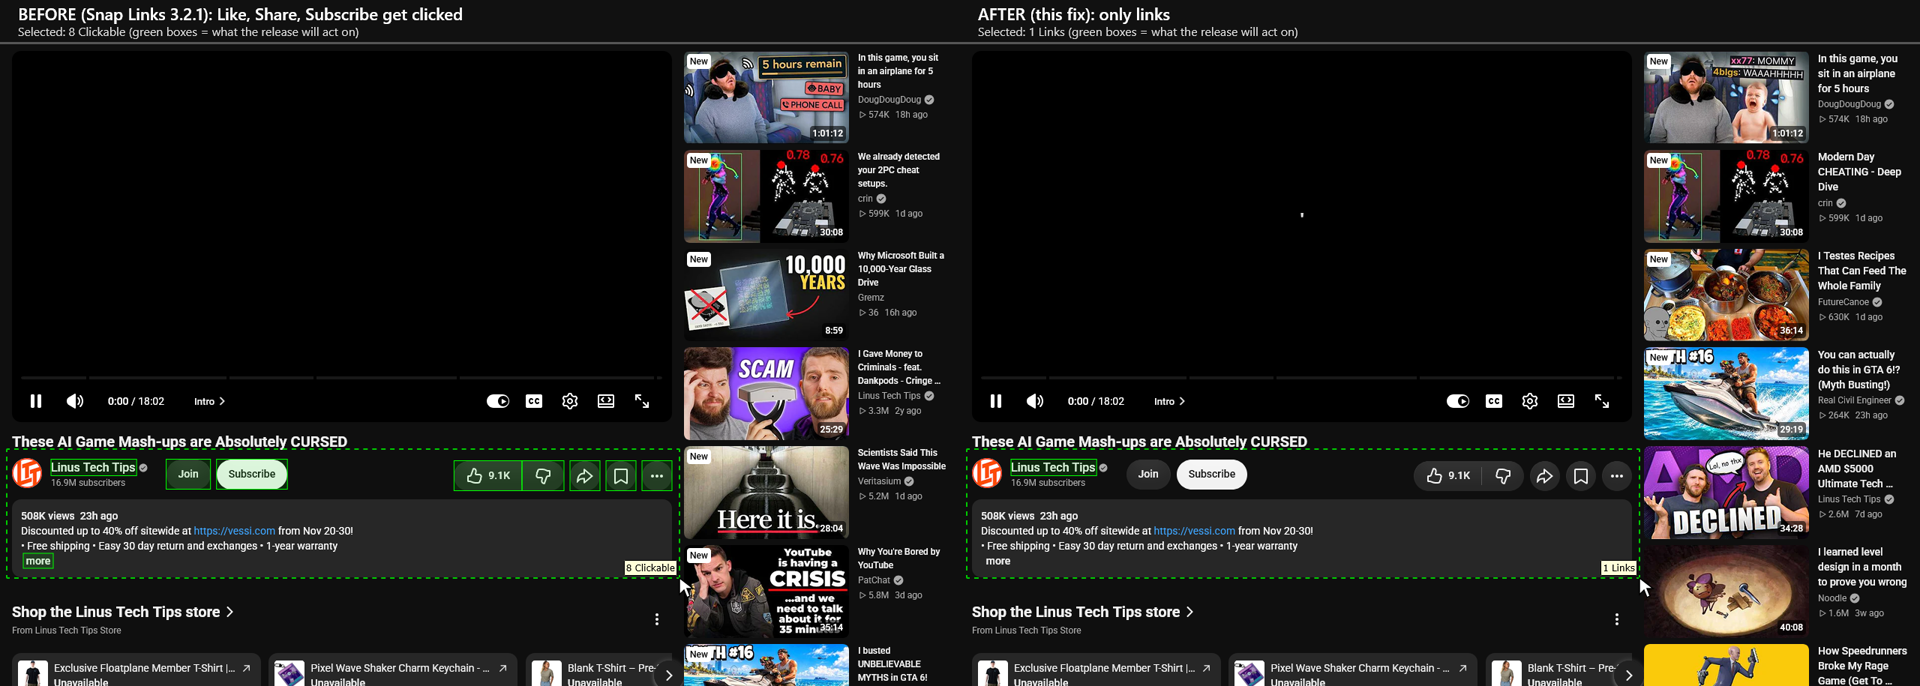 BEFORE (Snap Links 3.2.1): Like, Share, Subscribe get clicked
Selected: 8 Clickable (green boxes = what the release will act on)
0:00 / 18:02
Intro
CC
These AI Game Mash-ups are Absolutely CURSED
Linus Tech Tips
16.9M subscribers
Join
Subscribe
9.1K
508K views 23h ago
Discounted up to 40% off sitewide at https://vessi.com from Nov 20-30!
• Free shipping • Easy 30 day return and exchanges • 1-year warranty
more
8 Clickable
Shop the Linus Tech Tips store
From Linus Tech Tips Store
Exclusive Floatplane Member T-Shirt |...
Unavailable
Pixel Wave Shaker Charm Keychain - ...
Unavailable
Blank T-Shirt – Pre-
Unavailable
New
5 hours remain
BABY
PHONE CALL
1:01:12
In this game, you sit
in an airplane for 5
hours
DougDougDoug
574K 18h ago
New
0.78
0.76
30:08
We already detected
your 2PC cheat
setups.
crin
599K 1d ago
New
10,000
YEARS
8:59
Why Microsoft Built a
10,000-Year Glass
Drive
Gremz
36 16h ago
SCAM
25:29
I Gave Money to
Criminals - feat.
Dankpods - Cringe ...
Linus Tech Tips
3.3M 2y ago
New
Here it is.
28:04
Scientists Said This
Wave Was Impossible
Veritasium
5.2M 1d ago
New
YouTube
is having a
CRISIS
...and we
need to talk
about it for
35 minutes
35:14
Why You're Bored by
YouTube
PatChat
5.8M 3d ago
New
TH #16
I busted
UNBELIEVABLE
MYTHS in GTA 6!
AFTER (this fix): only links
Selected: 1 Links (green boxes = what the release will act on)
0:00 / 18:02
Intro
CC
These AI Game Mash-ups are Absolutely CURSED
Linus Tech Tips
16.9M subscribers
Join
Subscribe
9.1K
508K views 23h ago
Discounted up to 40% off sitewide at https://vessi.com from Nov 20-30!
• Free shipping • Easy 30 day return and exchanges • 1-year warranty
more
1 Links
Shop the Linus Tech Tips store
From Linus Tech Tips Store
Exclusive Floatplane Member T-Shirt |...
Unavailable
Pixel Wave Shaker Charm Keychain - ...
Unavailable
Blank T-Shirt – Pre-
Unavailable
New
xx77: MOMMY
4blgs: WAAAHHHHH
1:01:12
In this game, you
sit in an airplane
for 5 hours
DougDougDoug
574K 18h ago
New
0.78
0.76
30:08
Modern Day
CHEATING - Deep
Dive
crin
599K 1d ago
New
36:14
I Testes Recipes
That Can Feed The
Whole Family
FutureCanoe
630K 1d ago
New
TH #16
29:19
You can actually
do this in GTA 6!?
(Myth Busting!)
Real Civil Engineer
264K 23h ago
Lol, no thx
DECLINED
34:28
He DECLINED an
AMD $5000
Ultimate Tech ...
Linus Tech Tips
2.6M 7d ago
40:08
I learned level
design in a month
to prove you wrong
Noodle
1.6M 3w ago
How Speedrunners
Broke My Rage
Game (Get To ...